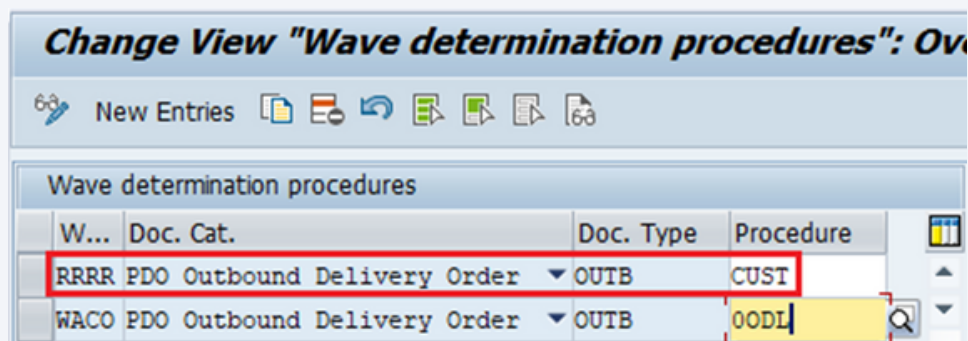 Change View "Wave determination procedures": Ove
New Entries
Wave determination procedures
W... Doc. Cat. Doc. Type Procedure
RRRR PDO Outbound Delivery Order OUTB CUST
WACO PDO Outbound Delivery Order OUTB 0ODL